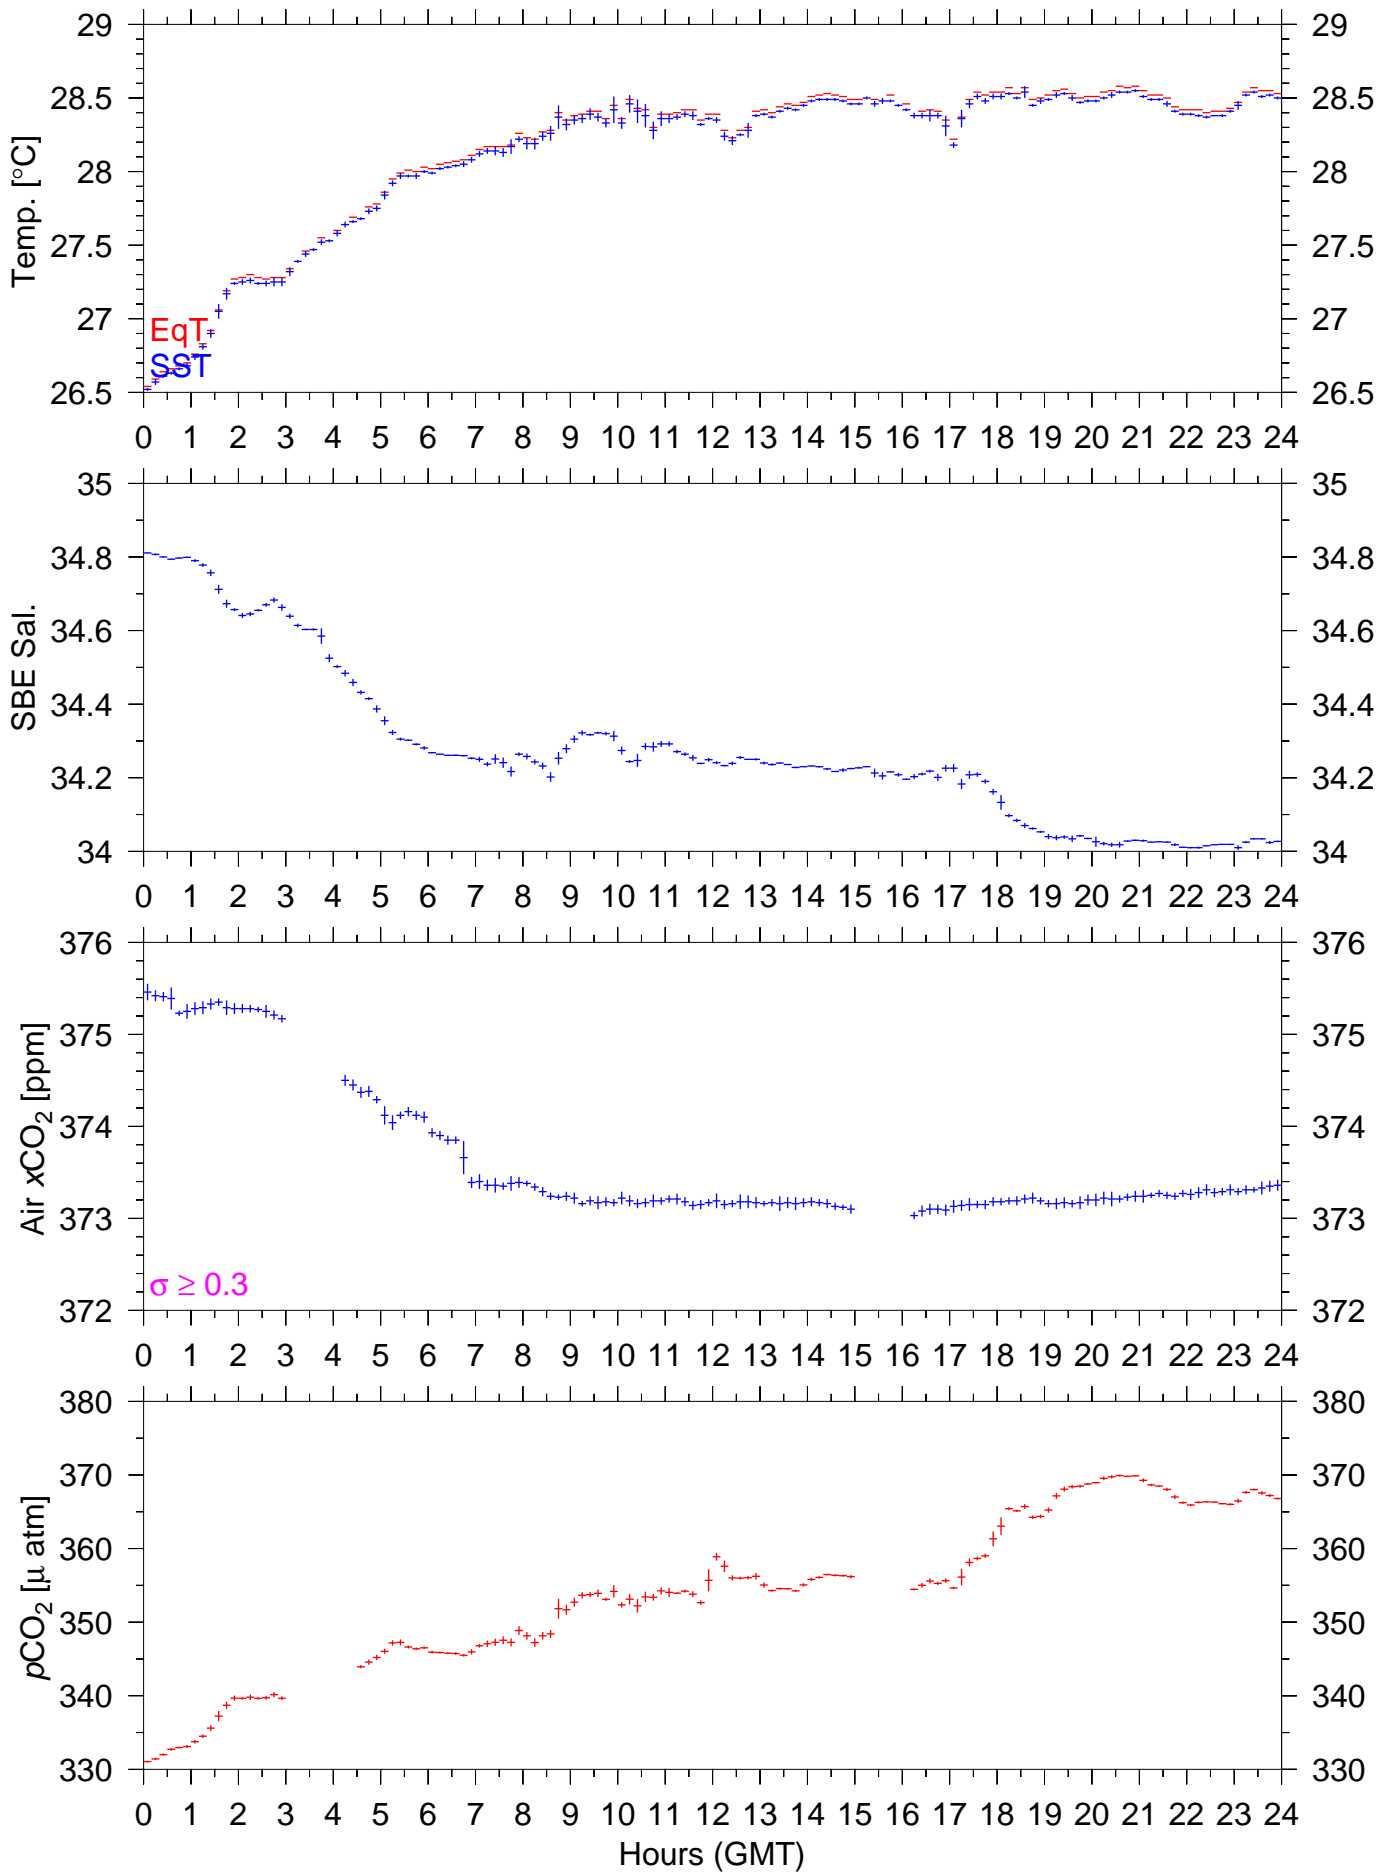 29 29
28.5 28.5
28 28
27.5 27.5
27 27
26.5 26.5
Temp. [°C]
EqT
SST
0 1 2 3 4 5 6 7 8 9 10 11 12 13 14 15 16 17 18 19 20 21 22 23 24
35 35
34.8 34.8
34.6 34.6
34.4 34.4
34.2 34.2
34 34
SBE Sal.
0 1 2 3 4 5 6 7 8 9 10 11 12 13 14 15 16 17 18 19 20 21 22 23 24
376 376
375 375
374 374
373 373
372 372
Air xCO₂ [ppm]
σ ≥ 0.3
0 1 2 3 4 5 6 7 8 9 10 11 12 13 14 15 16 17 18 19 20 21 22 23 24
380 380
370 370
360 360
350 350
340 340
330 330
pCO₂ [μ atm]
0 1 2 3 4 5 6 7 8 9 10 11 12 13 14 15 16 17 18 19 20 21 22 23 24
Hours (GMT)